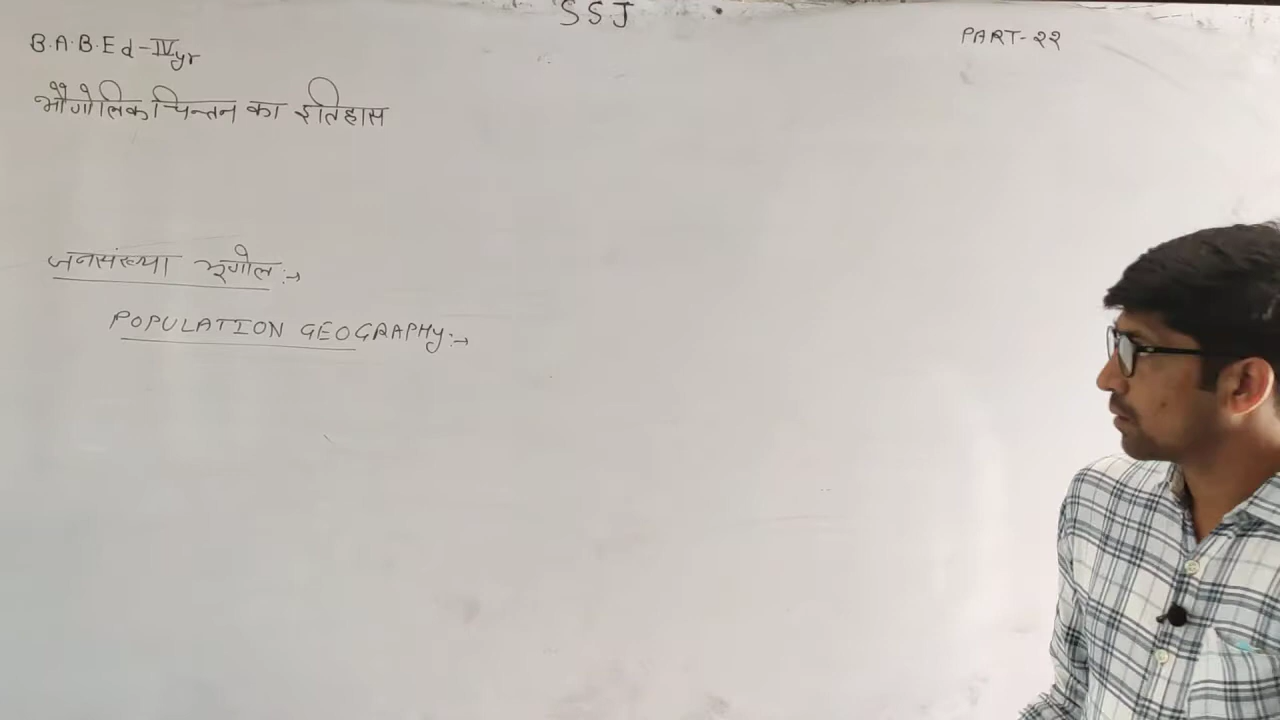 SSJ
B.A.B.Ed-IVyr
PART-२२
भौगोलिक चिन्तन का इतिहास
जनसंख्या भूगोल:→
POPULATION GEOGRAPHY:→